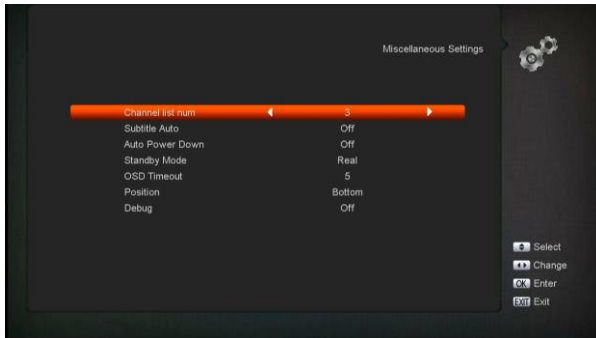 Miscellaneous Settings
Channel list num 3
Subtitle Auto Off
Auto Power Down Off
Standby Mode Real
OSD Timeout 5
Position Bottom
Debug Off
Select
Change
OK Enter
EXIT Exit